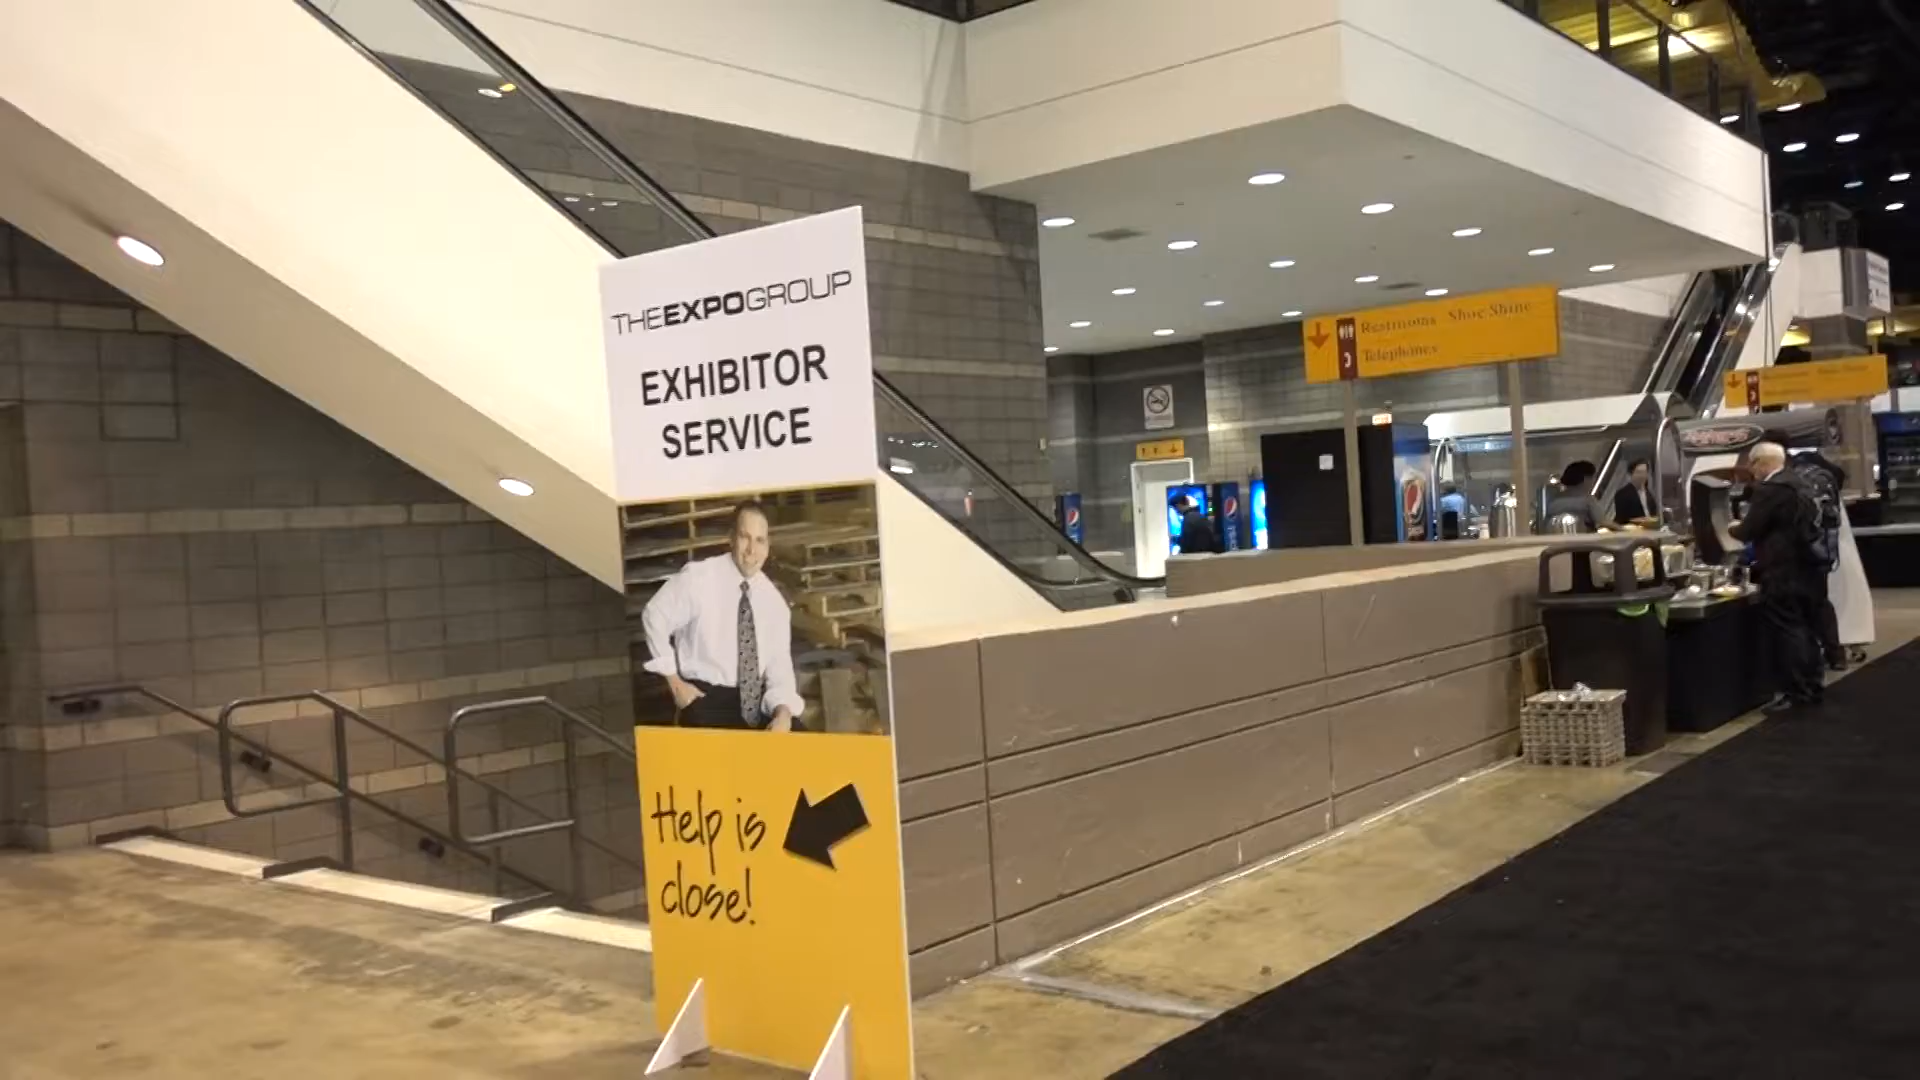 THEEXPOGROUP
EXHIBITOR
SERVICE
Help is
close!
Restrooms Shoe Shine
Telephones